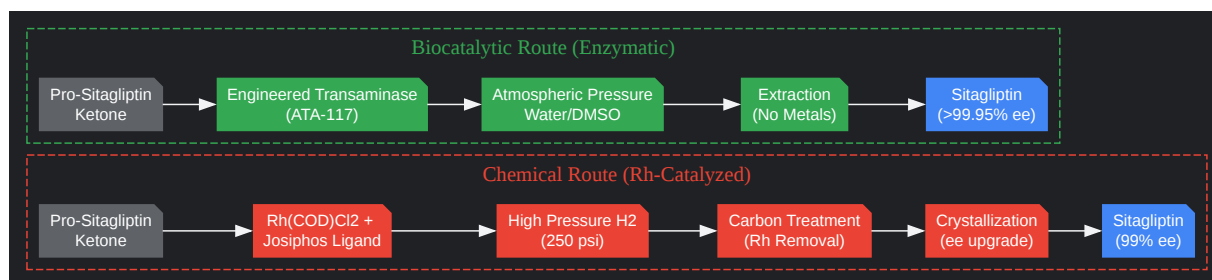 Biocatalytic Route (Enzymatic)
Pro-Sitagliptin
Ketone
Engineered Transaminase
(ATA-117)
Atmospheric Pressure
Water/DMSO
Extraction
(No Metals)
Sitagliptin
(>99.95% ee)
Chemical Route (Rh-Catalyzed)
Pro-Sitagliptin
Ketone
Rh(COD)Cl2 +
Josiphos Ligand
High Pressure H2
(250 psi)
Carbon Treatment
(Rh Removal)
Crystallization
(ee upgrade)
Sitagliptin
(99% ee)